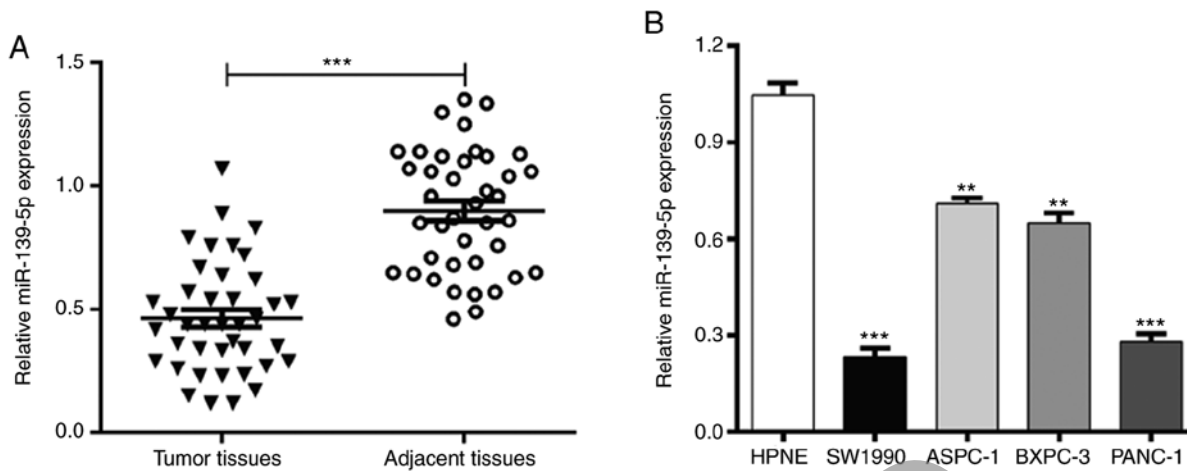 A
Relative miR-139-5p expression
1.5
1.0
0.5
0.0
***
Tumor tissues
Adjacent tissues
B
Relative miR-139-5p expression
1.2
0.9
0.6
0.3
0.0
***
**
**
***
HPNE
SW1990
ASPC-1
BXPC-3
PANC-1